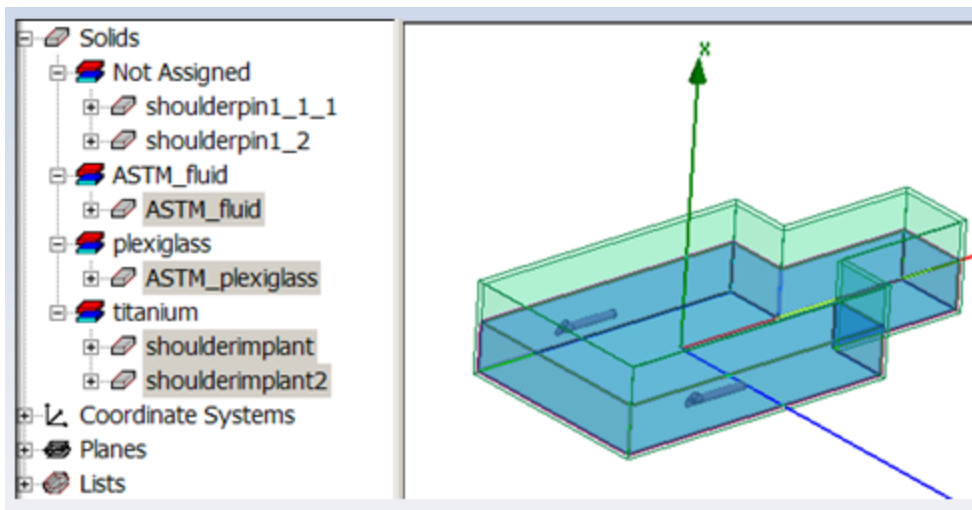 Solids
Not Assigned
shoulderpin1_1_1
shoulderpin1_2
ASTM_fluid
ASTM_fluid
plexiglass
ASTM_plexiglass
titanium
shoulderimplant
shoulderimplant2
Coordinate Systems
Planes
Lists
x